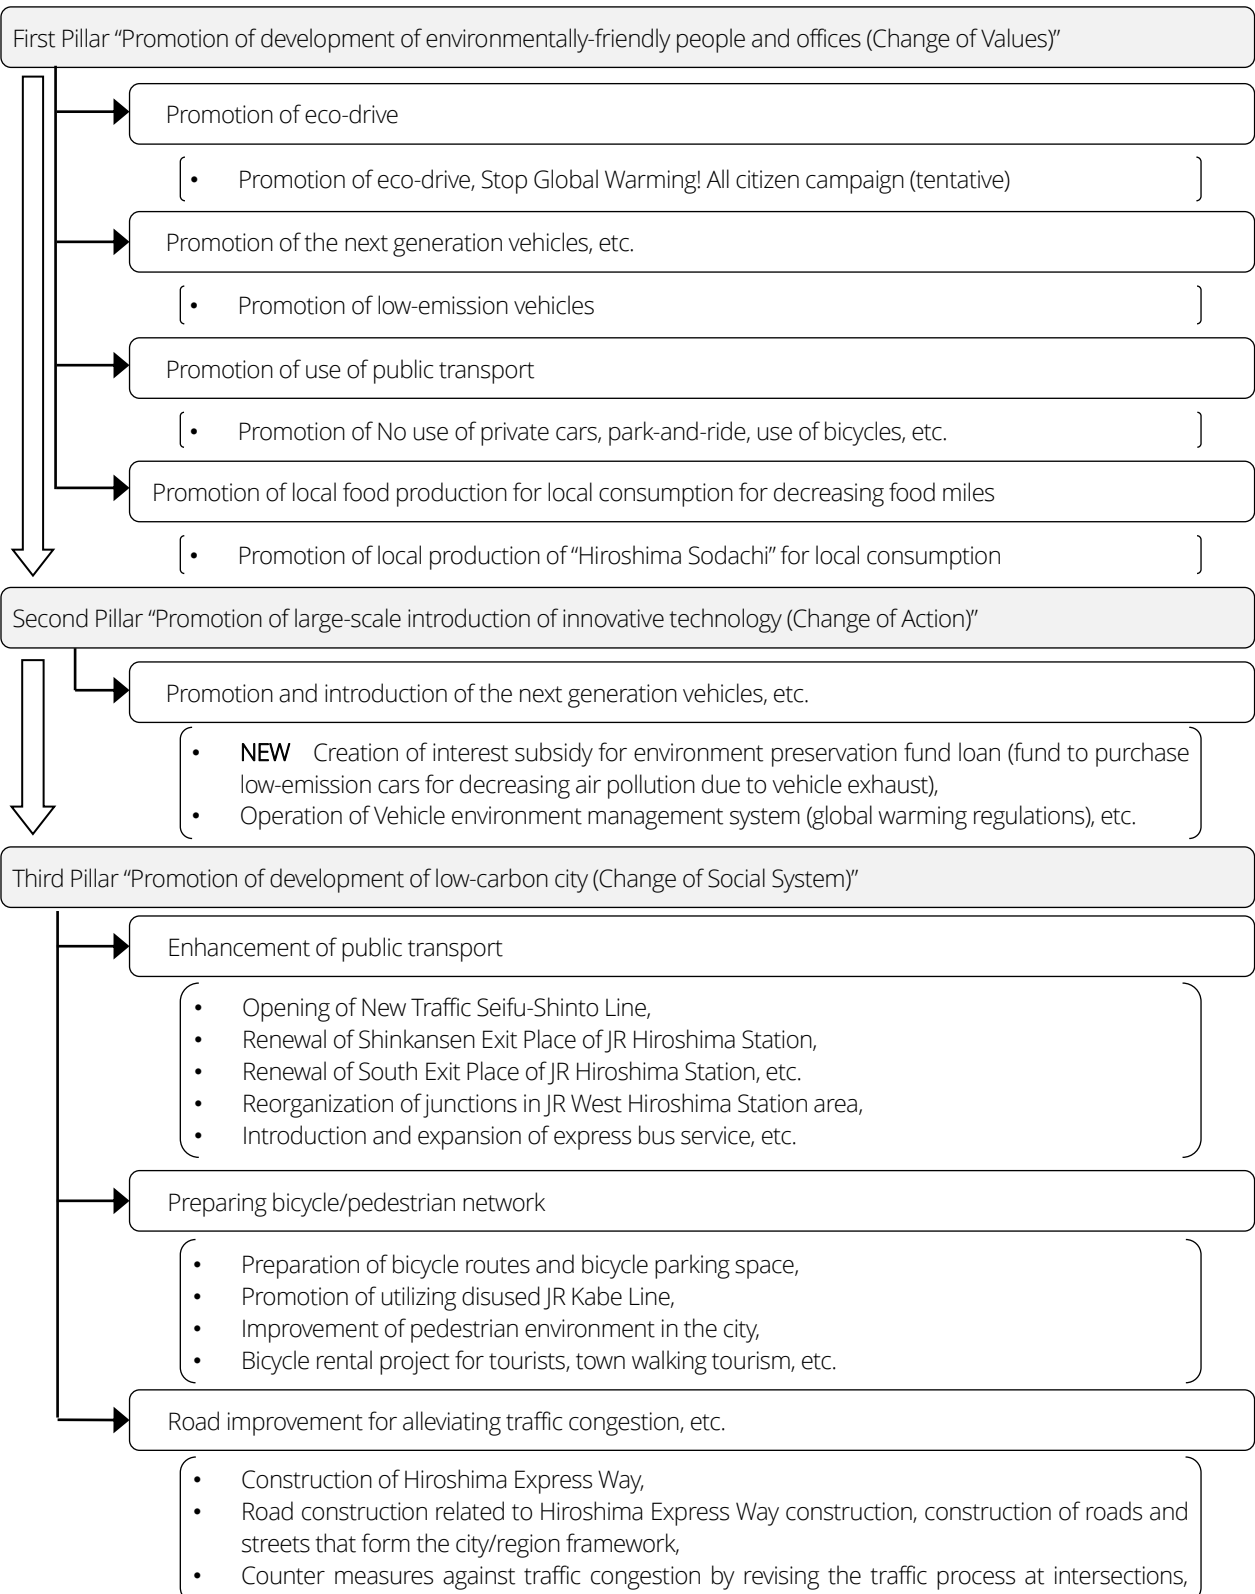 First Pillar “Promotion of development of environmentally-friendly people and offices (Change of Values)”
Promotion of eco-drive
• Promotion of eco-drive, Stop Global Warming! All citizen campaign (tentative)
Promotion of the next generation vehicles, etc.
• Promotion of low-emission vehicles
Promotion of use of public transport
• Promotion of No use of private cars, park-and-ride, use of bicycles, etc.
Promotion of local food production for local consumption for decreasing food miles
• Promotion of local production of “Hiroshima Sodachi” for local consumption
Second Pillar “Promotion of large-scale introduction of innovative technology (Change of Action)”
Promotion and introduction of the next generation vehicles, etc.
• NEW Creation of interest subsidy for environment preservation fund loan (fund to purchase
low-emission cars for decreasing air pollution due to vehicle exhaust),
• Operation of Vehicle environment management system (global warming regulations), etc.
Third Pillar “Promotion of development of low-carbon city (Change of Social System)”
Enhancement of public transport
• Opening of New Traffic Seifu-Shinto Line,
• Renewal of Shinkansen Exit Place of JR Hiroshima Station,
• Renewal of South Exit Place of JR Hiroshima Station, etc.
• Reorganization of junctions in JR West Hiroshima Station area,
• Introduction and expansion of express bus service, etc.
Preparing bicycle/pedestrian network
• Preparation of bicycle routes and bicycle parking space,
• Promotion of utilizing disused JR Kabe Line,
• Improvement of pedestrian environment in the city,
• Bicycle rental project for tourists, town walking tourism, etc.
Road improvement for alleviating traffic congestion, etc.
• Construction of Hiroshima Express Way,
• Road construction related to Hiroshima Express Way construction, construction of roads and
streets that form the city/region framework,
• Counter measures against traffic congestion by revising the traffic process at intersections,